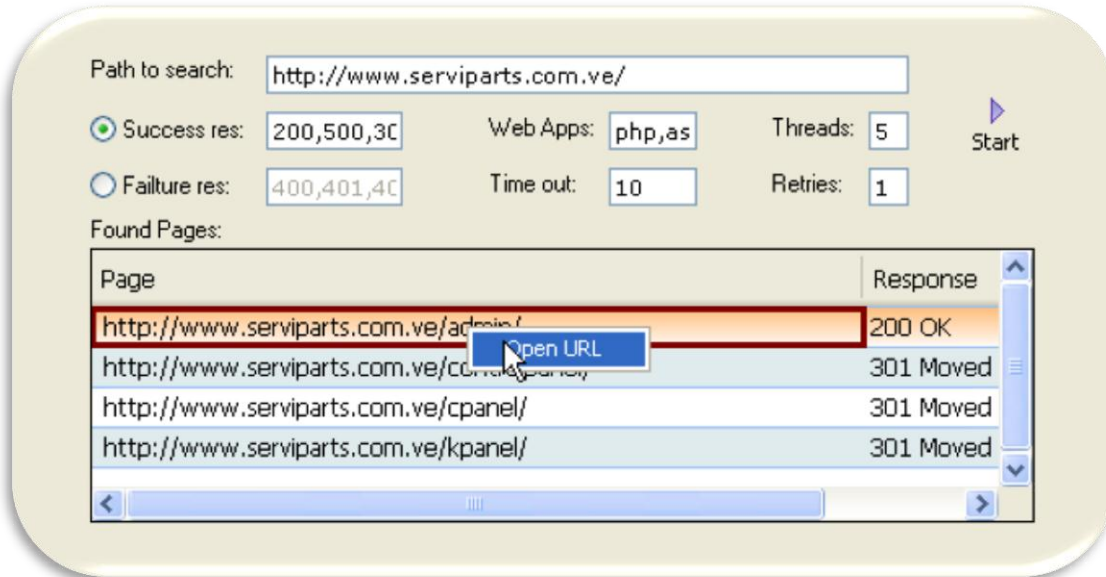 Path to search: http://www.serviparts.com.ve/
Success res: 200,500,30 Web Apps: php,as Threads: 5 Start
Failture res: 400,401,40 Time out: 10 Retries: 1
Found Pages:
Page Response
http://www.serviparts.com.ve/admin/ 200 OK
Open URL
http://www.serviparts.com.ve/controlpanel/ 301 Moved
http://www.serviparts.com.ve/cpanel/ 301 Moved
http://www.serviparts.com.ve/kpanel/ 301 Moved